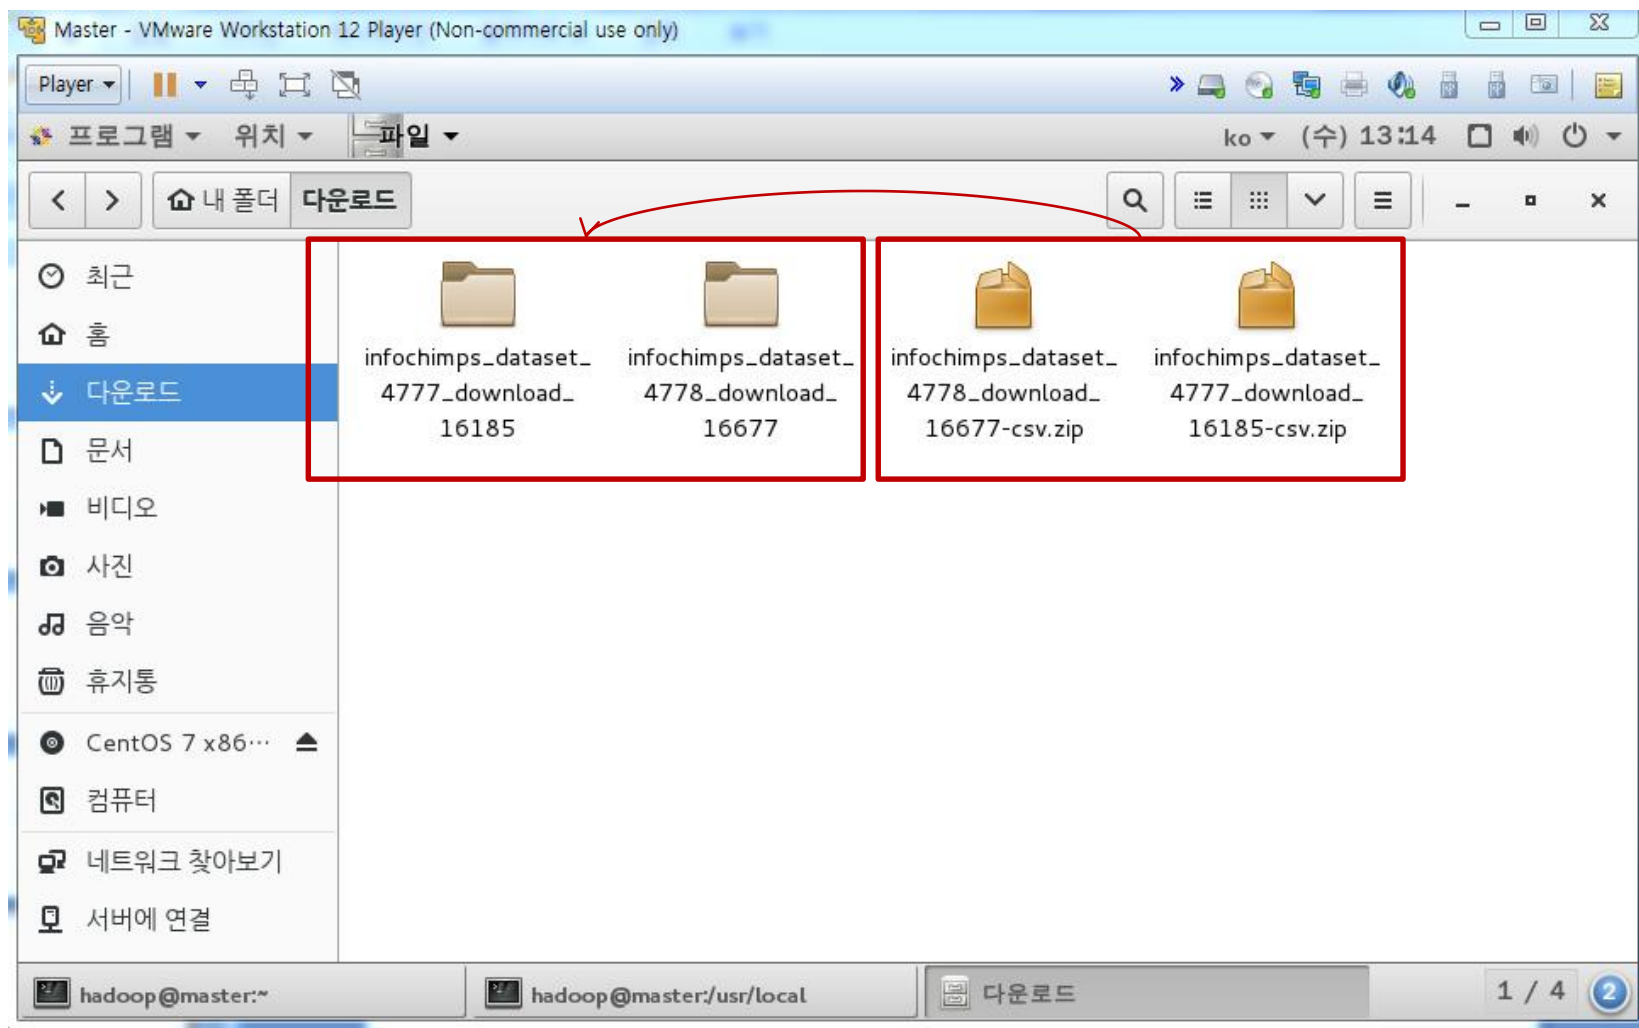 Master - VMware Workstation 12 Player (Non-commercial use only)
Player
프로그램 위치 파일 ko (수) 13:14
내 폴더 다운로드
최근
홈
다운로드
문서
비디오
사진
음악
휴지통
CentOS 7 x86…
컴퓨터
네트워크 찾아보기
서버에 연결
infochimps_dataset_
4777_download_
16185
infochimps_dataset_
4778_download_
16677
infochimps_dataset_
4778_download_
16677-csv.zip
infochimps_dataset_
4777_download_
16185-csv.zip
hadoop@master:~
hadoop@master:/usr/local
다운로드
1 / 4
2